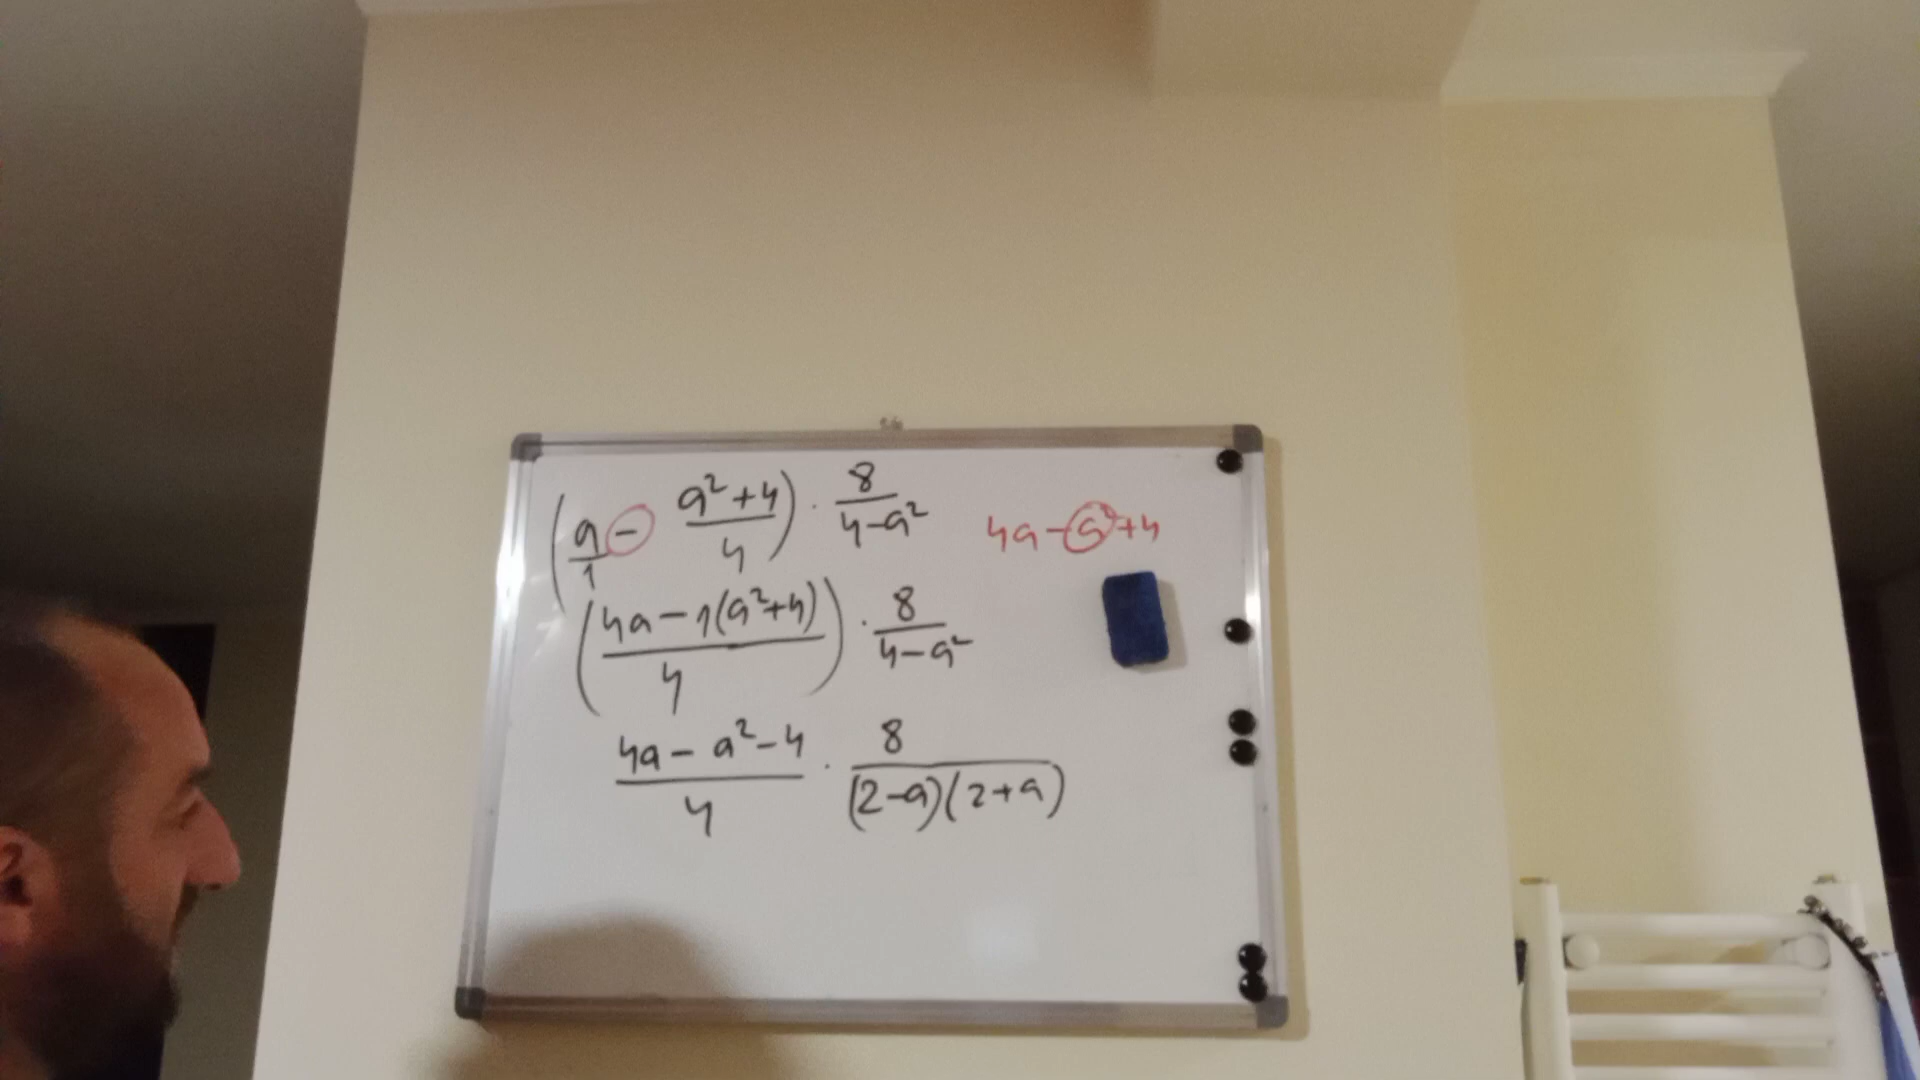 (a/1 - (a²+4)/4) · 8/(4-a²)
4a-a²+4
((4a-1(a²+4))/4) · 8/(4-a²)
(4a-a²-4)/4 · 8/((2-a)(2+a))